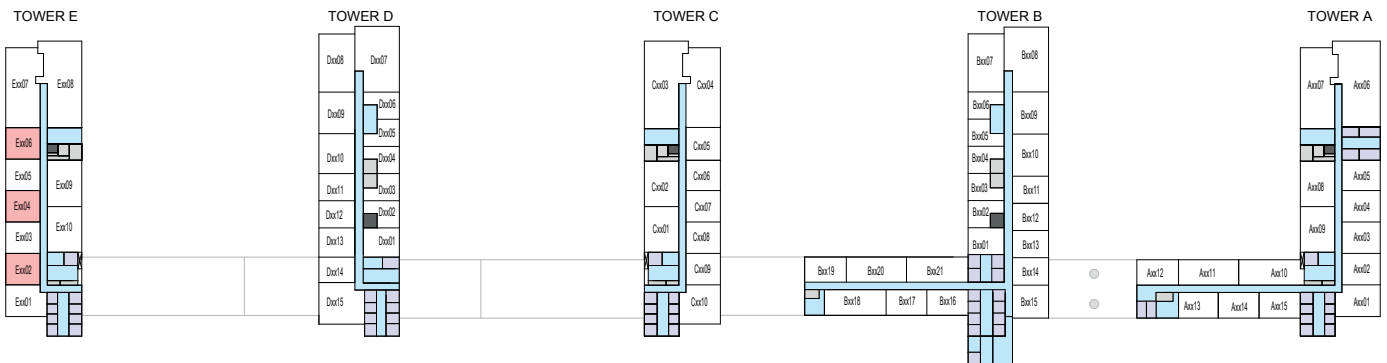 TOWER E
TOWER D
TOWER C
TOWER B
TOWER A
Exx07
Exx08
Exx06
Exx05
Exx09
Exx04
Exx03
Exx10
Exx02
Exx01
Dxx08
Dxx07
Dxx09
Dxx06
Dxx05
Dxx10
Dxx04
Dxx11
Dxx03
Dxx12
Dxx02
Dxx13
Dxx01
Dxx14
Dxx15
Cxx03
Cxx04
Cxx05
Cxx02
Cxx06
Cxx07
Cxx01
Cxx08
Cxx09
Cxx10
Bxx07
Bxx08
Bxx06
Bxx09
Bxx05
Bxx04
Bxx10
Bxx03
Bxx11
Bxx02
Bxx12
Bxx01
Bxx13
Bxx19
Bxx20
Bxx21
Bxx14
Bxx18
Bxx17
Bxx16
Bxx15
Axx07
Axx06
Axx05
Axx08
Axx04
Axx09
Axx03
Axx12
Axx11
Axx10
Axx02
Axx13
Axx14
Axx15
Axx01